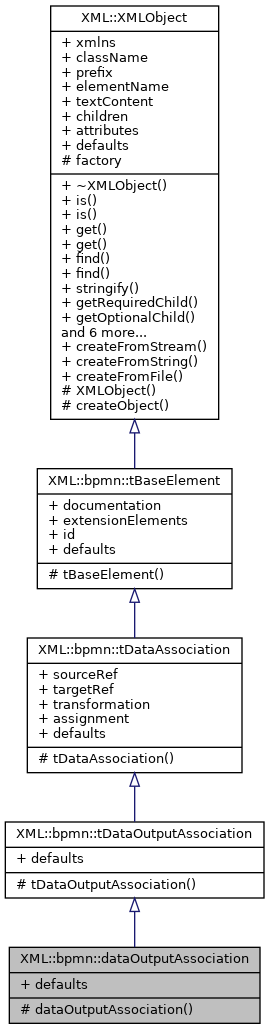 XML::XMLObject
+ xmlns
+ className
+ prefix
+ elementName
+ textContent
+ children
+ attributes
+ defaults
# factory
+ ~XMLObject()
+ is()
+ is()
+ get()
+ get()
+ find()
+ find()
+ stringify()
+ getRequiredChild()
+ getOptionalChild()
and 6 more...
+ createFromStream()
+ createFromString()
+ createFromFile()
# XMLObject()
# createObject()
XML::bpmn::tBaseElement
+ documentation
+ extensionElements
+ id
+ defaults
# tBaseElement()
XML::bpmn::tDataAssociation
+ sourceRef
+ targetRef
+ transformation
+ assignment
+ defaults
# tDataAssociation()
XML::bpmn::tDataOutputAssociation
+ defaults
# tDataOutputAssociation()
XML::bpmn::dataOutputAssociation
+ defaults
# dataOutputAssociation()